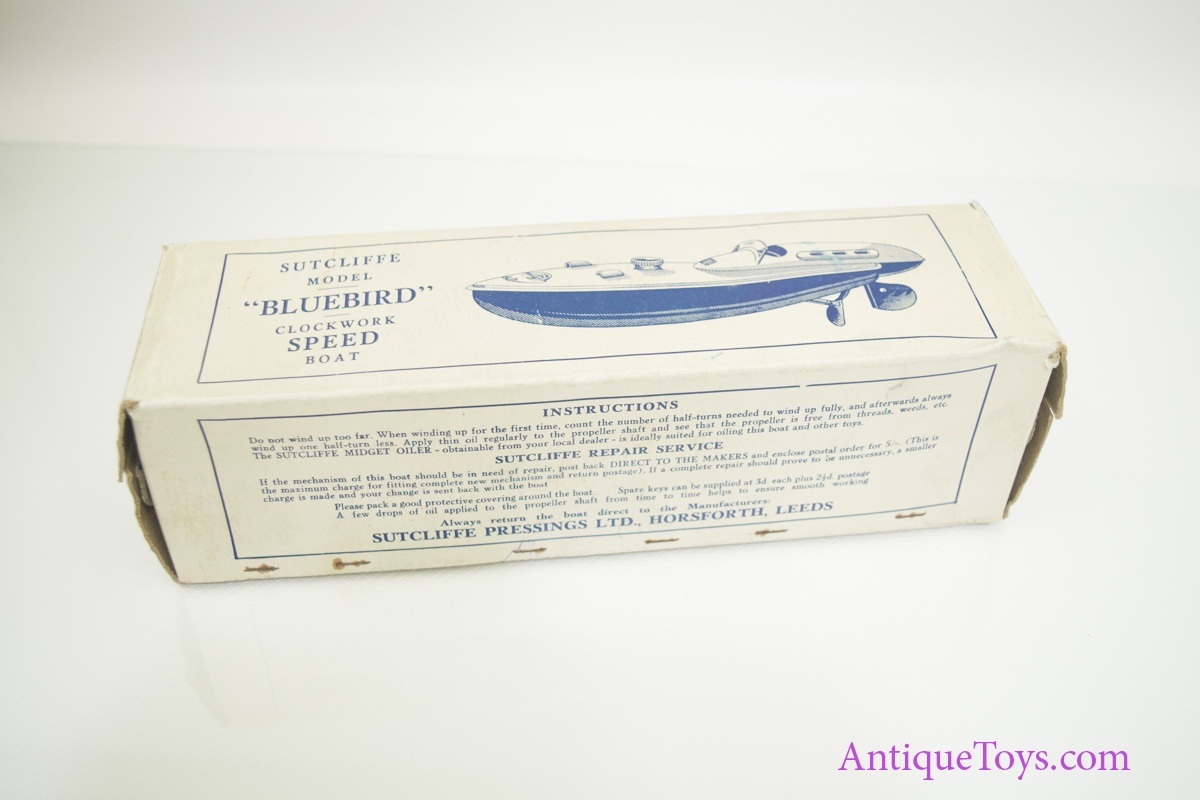 SUTCLIFFE
MODEL
"BLUEBIRD"
CLOCKWORK
SPEED
BOAT
INSTRUCTIONS
Do not wind up too far. When winding up for the first time, count the number of half-turns needed to wind up fully, and afterwards always
wind up one half-turn less. Apply thin oil regularly to the propeller shaft and see that the propeller is free from threads, weeds, etc.
The SUTCLIFFE MIDGET OILER - obtainable from your local dealer - is ideally suited for oiling this boat and other toys.
SUTCLIFFE REPAIR SERVICE
If the mechanism of this boat should be in need of repair, post back DIRECT TO THE MAKERS and enclose postal order for 5/-. (This is
the maximum charge for fitting complete new mechanism and return postage). If a complete repair should prove to be unnecessary, a smaller
charge is made and your change is sent back with the boat
Please pack a good protective covering around the boat. Spare keys can be supplied at 3d. each plus 2½d. postage
A few drops of oil applied to the propeller shaft from time to time helps to ensure smooth working
Always return the boat direct to the Manufacturers:
SUTCLIFFE PRESSINGS LTD., HORSFORTH, LEEDS
AntiqueToys.com